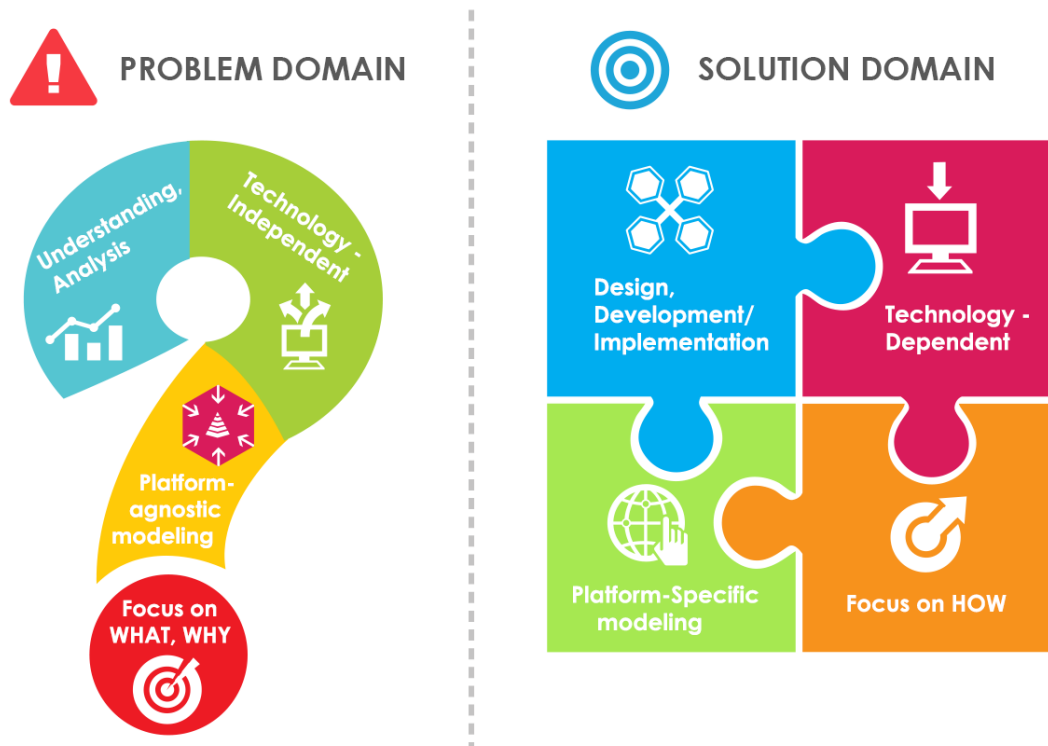 PROBLEM DOMAIN
Understanding,
Analysis
Technology -
Independent
Platform-
agnostic
modeling
Focus on
WHAT, WHY
SOLUTION DOMAIN
Design,
Development/
Implementation
Technology -
Dependent
Platform-Specific
modeling
Focus on HOW